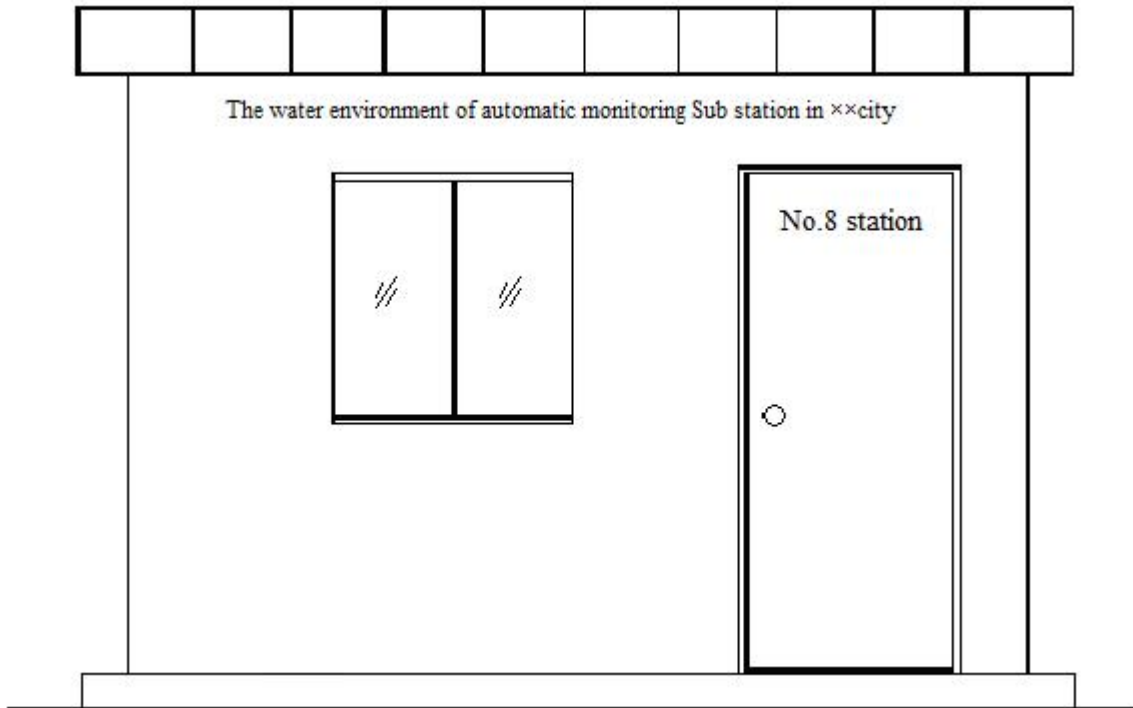 The water environment of automatic monitoring Sub station in ××city
No.8 station